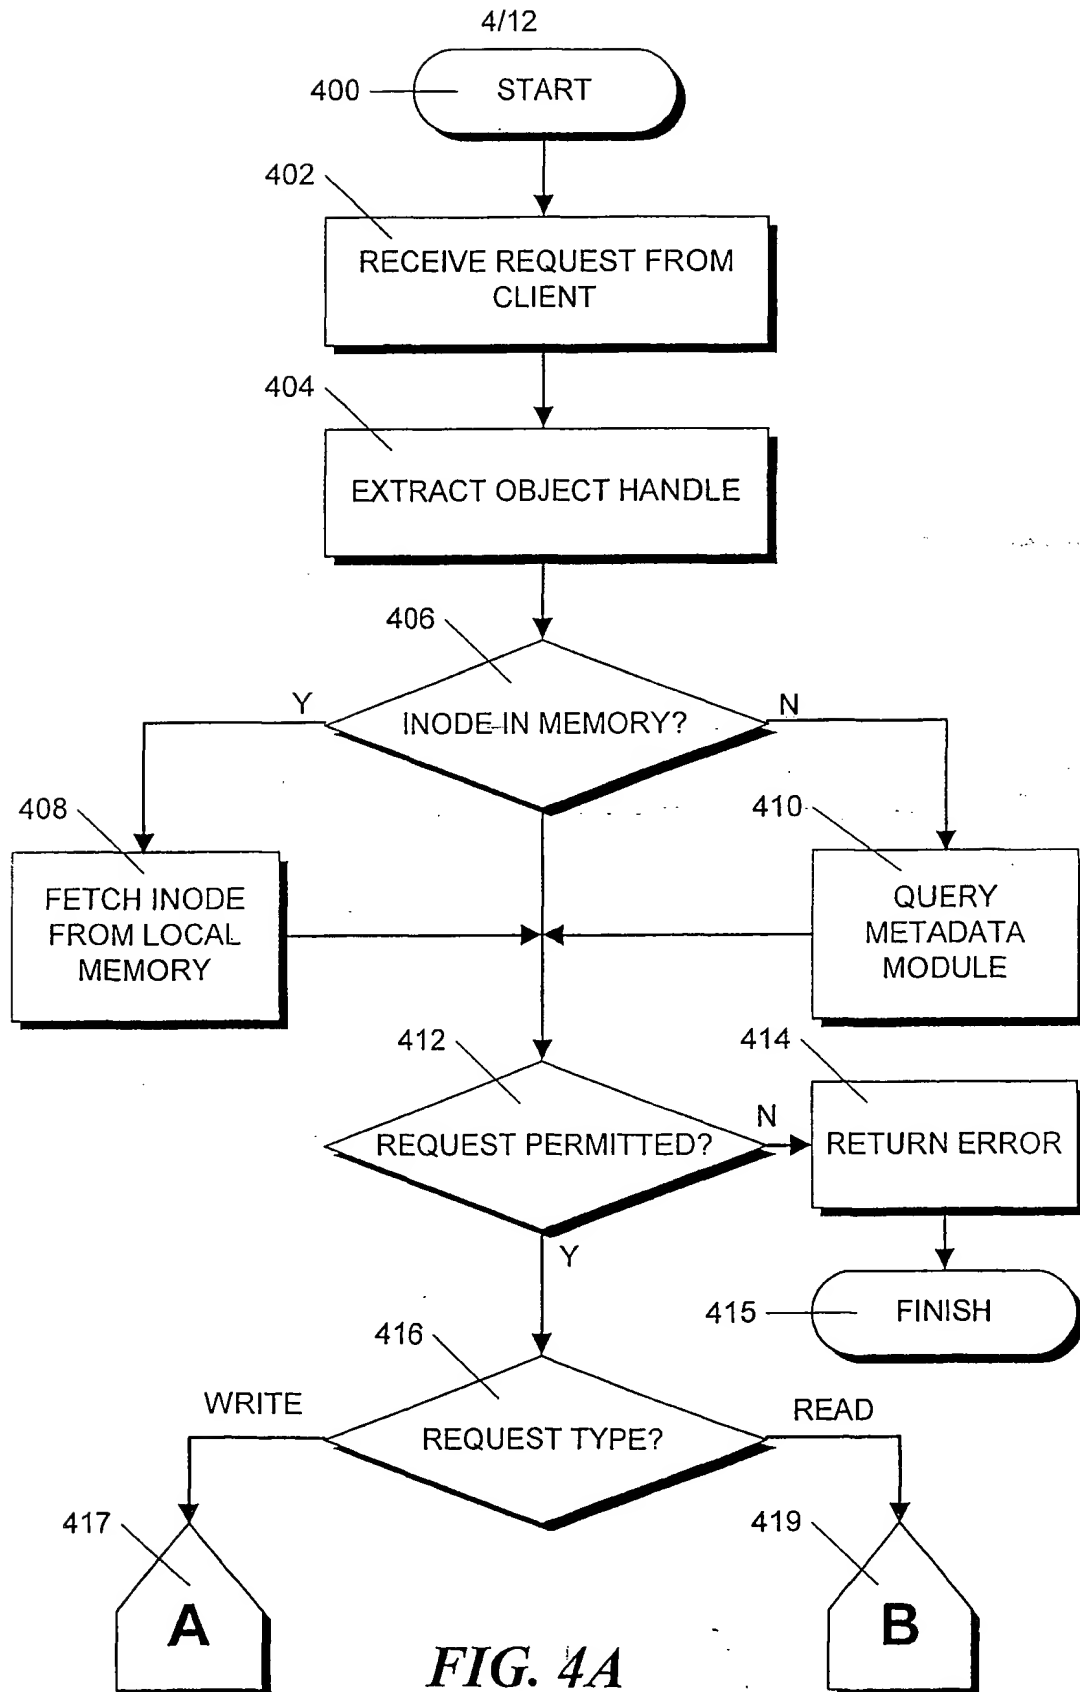 4/12
400
START
402
RECEIVE REQUEST FROM
CLIENT
404
EXTRACT OBJECT HANDLE
406
Y
N
INODE IN MEMORY?
408
410
FETCH INODE
FROM LOCAL
MEMORY
QUERY
METADATA
MODULE
412
414
REQUEST PERMITTED?
N
RETURN ERROR
Y
415
FINISH
416
WRITE
READ
REQUEST TYPE?
417
419
A
B
FIG. 4A